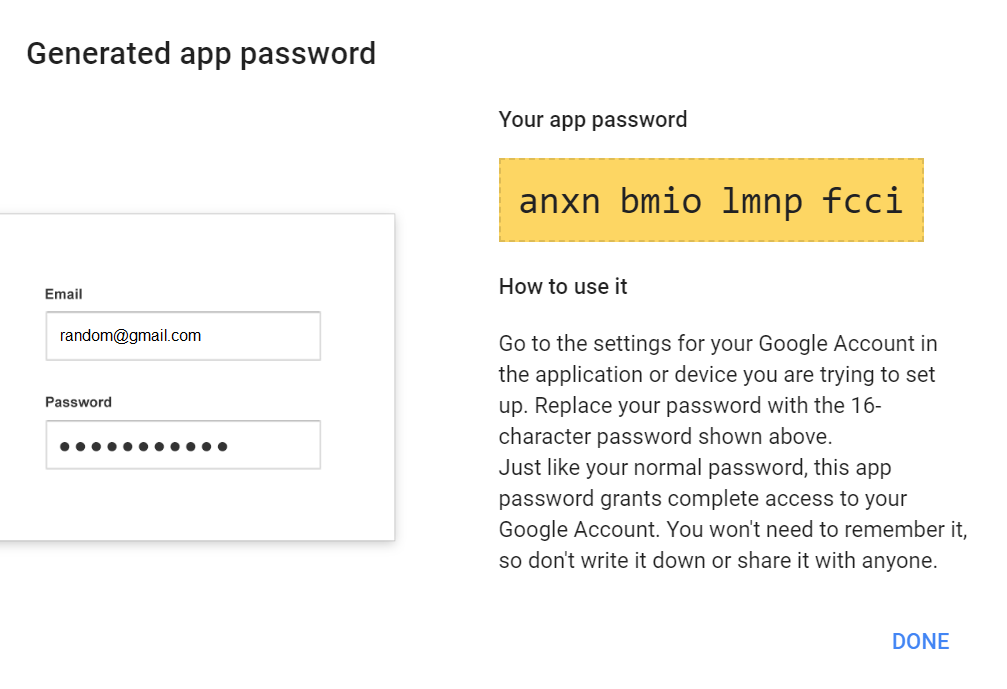 Generated app password
Your app password
anxn bmio lmnp fcci
How to use it
Email
random@gmail.com
Password
Go to the settings for your Google Account in
the application or device you are trying to set
up. Replace your password with the 16-
character password shown above.
Just like your normal password, this app
password grants complete access to your
Google Account. You won't need to remember it,
so don't write it down or share it with anyone.
DONE